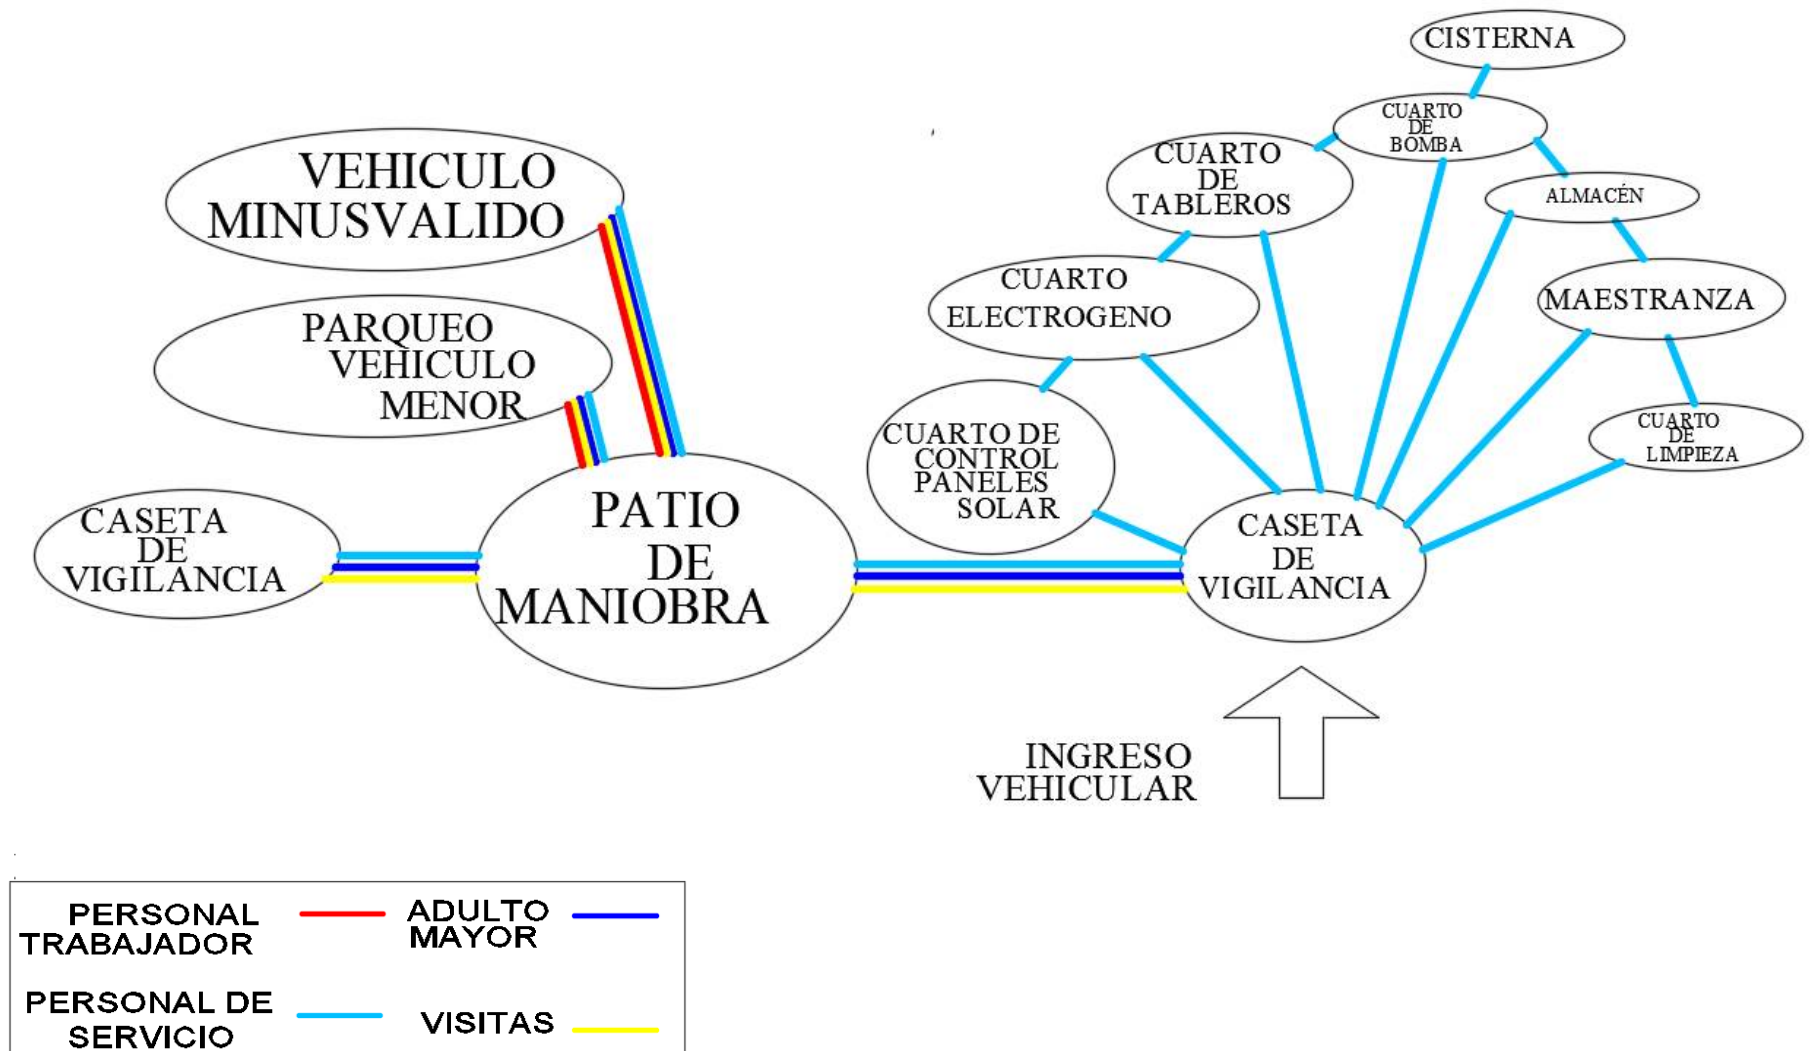 CISTERNA
CUARTO
DE
BOMBA
CUARTO
DE
TABLEROS
ALMACÉN
VEHICULO
MINUSVALIDO
CUARTO
ELECTROGENO
MAESTRANZA
PARQUEO
VEHICULO
MENOR
CUARTO DE
CONTROL
PANELES
SOLAR
CUARTO
DE
LIMPIEZA
CASETA
DE
VIGILANCIA
PATIO
DE
MANIOBRA
CASETA
DE
VIGILANCIA
INGRESO
VEHICULAR
PERSONAL
TRABAJADOR
ADULTO
MAYOR
PERSONAL DE
SERVICIO
VISITAS